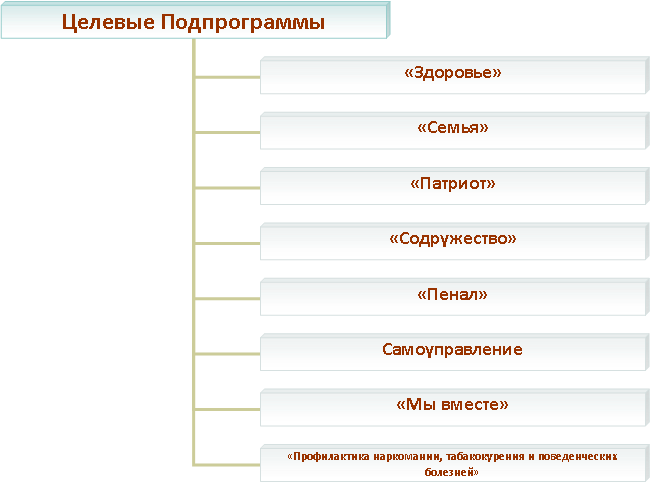 Целевые Подпрограммы
«Здоровье»
«Семья»
«Патриот»
«Содружество»
«Пенал»
Самоуправление
«Мы вместе»
«Профилактика наркомании, табакокурения и поведенческих
болезней»